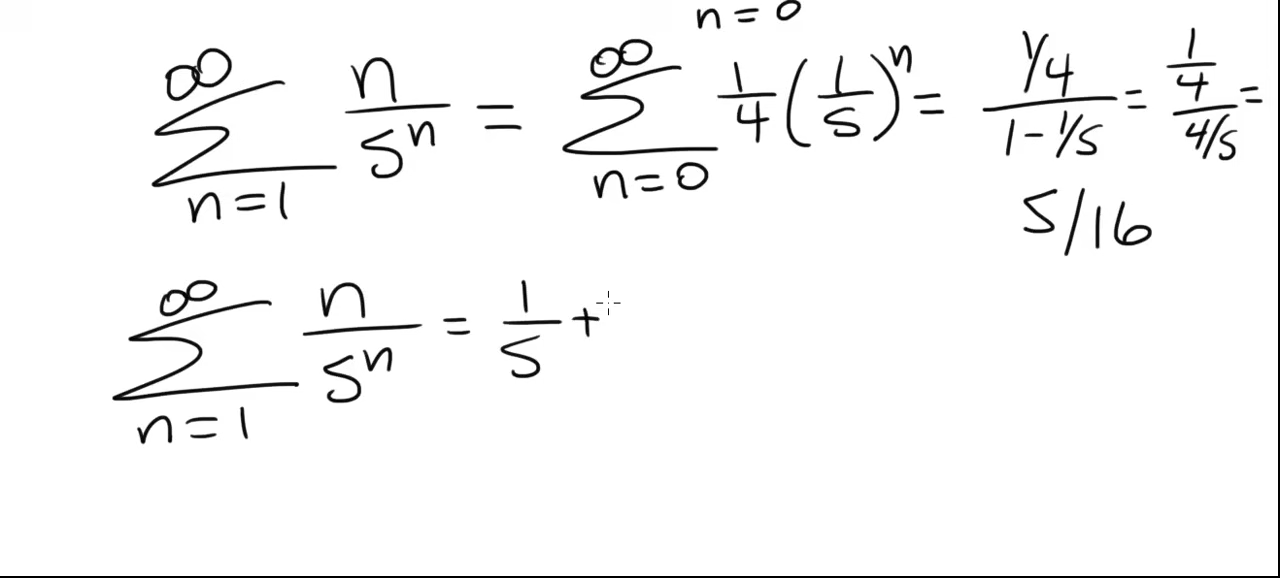 n = 0
∞ ∑ n=1 n/5ⁿ = ∞ ∑ n=0 1/4 (1/5)ⁿ = (1/4)/(1 - 1/5) = (1/4)/(4/5) =
5/16
∞ ∑ n=1 n/5ⁿ = 1/5 +